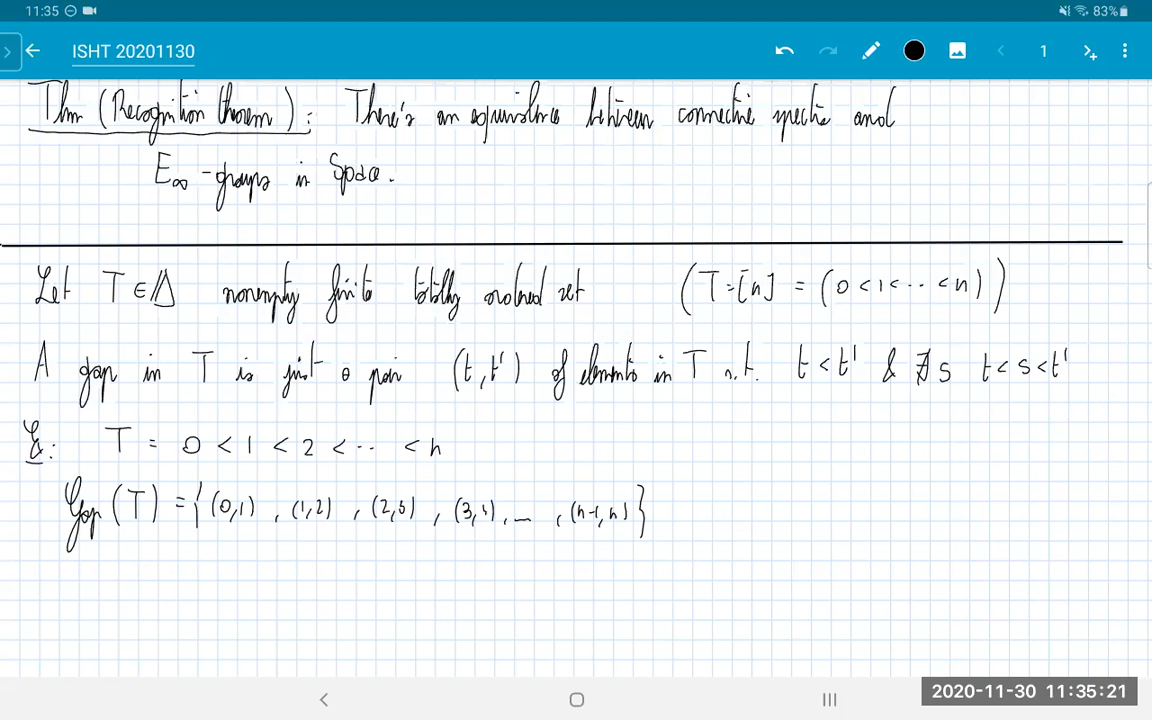 11:35 83%
ISHT 20201130 1
Thm (Recognition theorem): There's an equivalence between connective spectra and
E∞-groups in Space.
Let T ∈ Δ nonempty finite totally ordered set (T=[n] = (0<1<··<n))
A gap in T is just a pair (t,t') of elements in T s.t. t<t' & ∄ s t<s<t'
Ex: T = 0 < 1 < 2 < ·· < n
Gap(T) = {(0,1), (1,2), (2,3), (3,4), ..., (n-1,n)}
2020-11-30 11:35:21